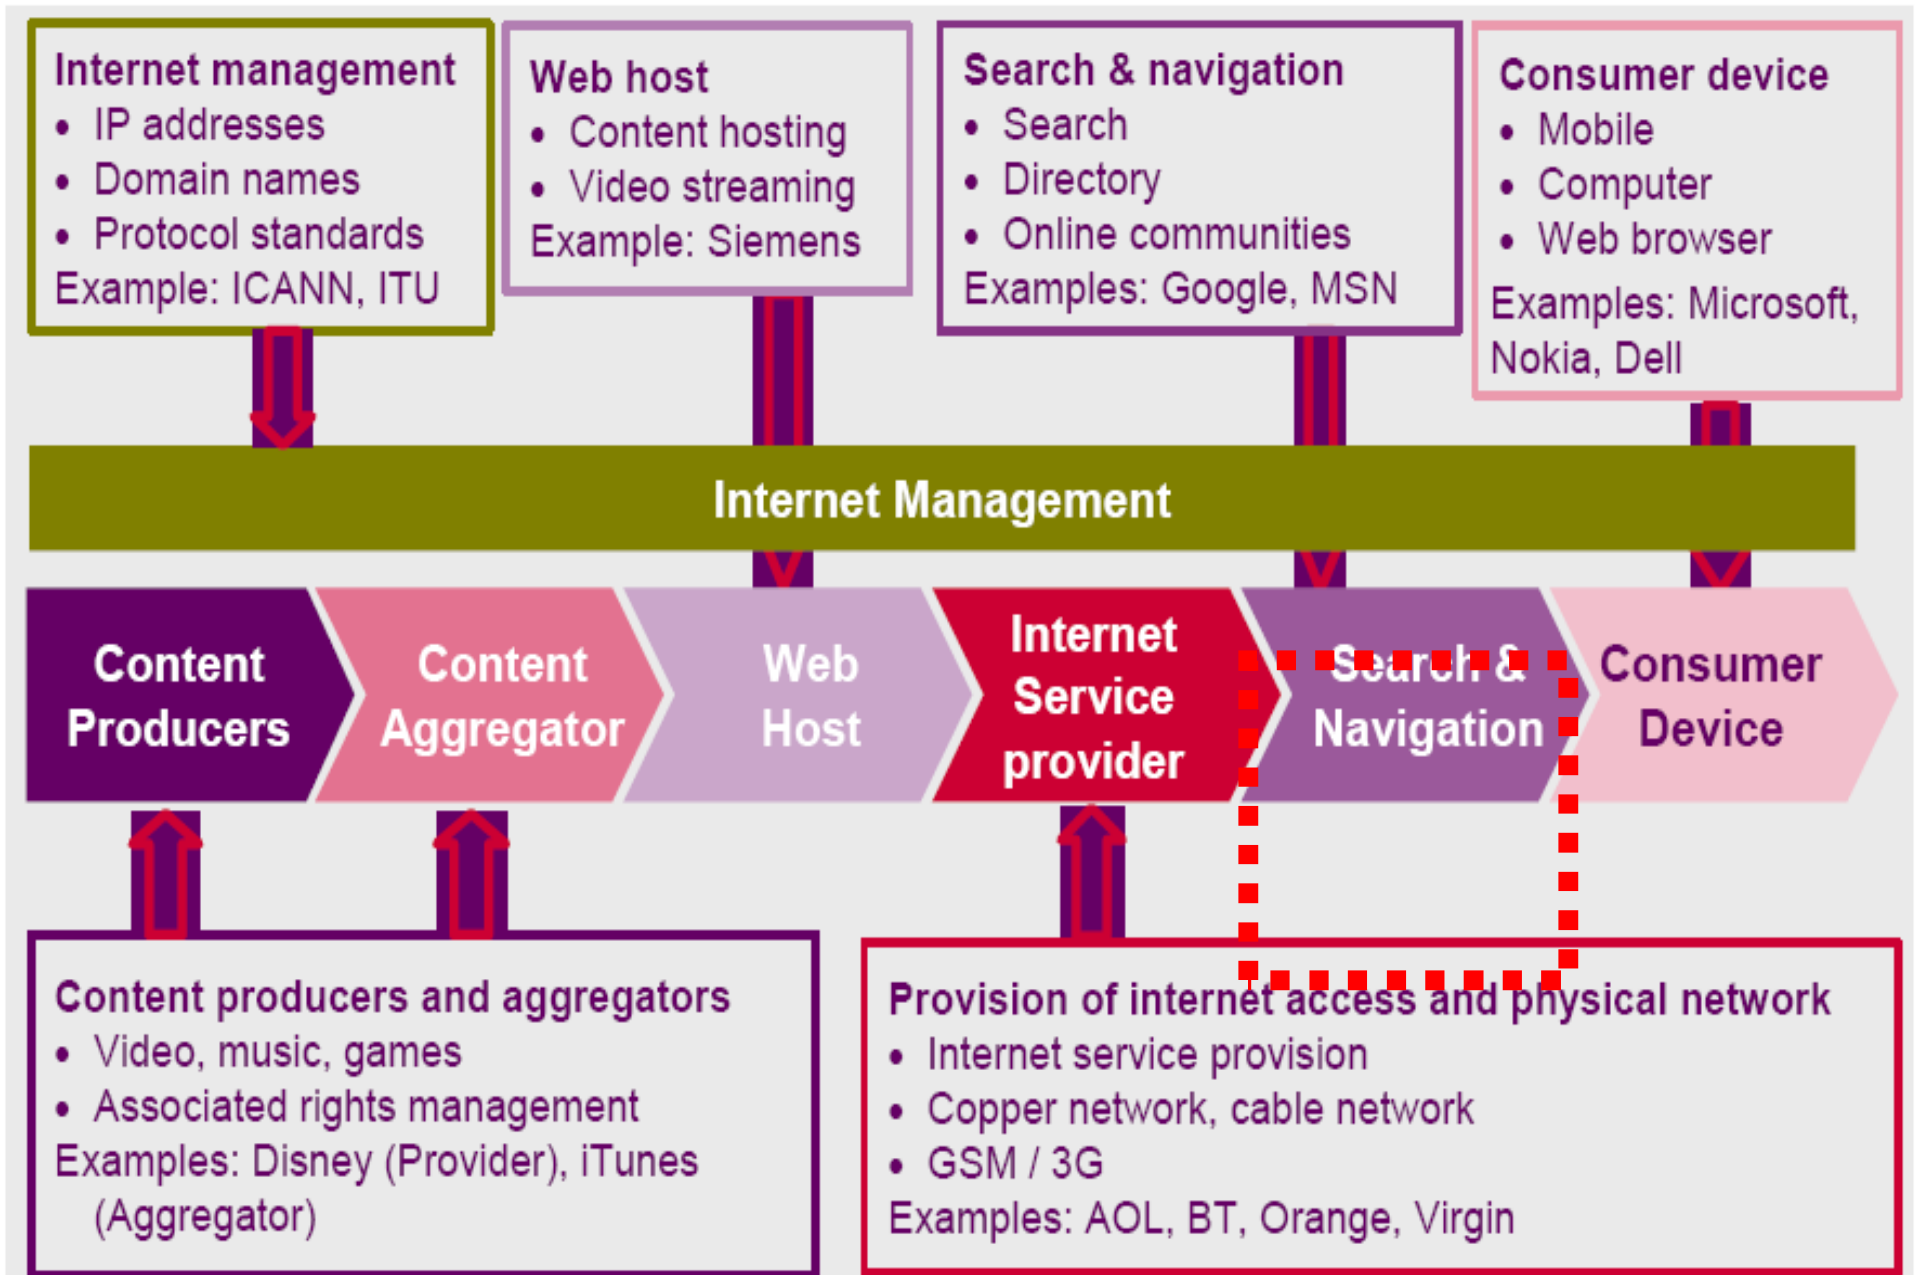 Internet management
• IP addresses
• Domain names
• Protocol standards
Example: ICANN, ITU
Web host
• Content hosting
• Video streaming
Example: Siemens
Search & navigation
• Search
• Directory
• Online communities
Examples: Google, MSN
Consumer device
• Mobile
• Computer
• Web browser
Examples: Microsoft,
Nokia, Dell
Internet Management
Content
Producers
Content
Aggregator
Web
Host
Internet
Service
provider
Search &
Navigation
Consumer
Device
Content producers and aggregators
• Video, music, games
• Associated rights management
Examples: Disney (Provider), iTunes
(Aggregator)
Provision of internet access and physical network
• Internet service provision
• Copper network, cable network
• GSM / 3G
Examples: AOL, BT, Orange, Virgin